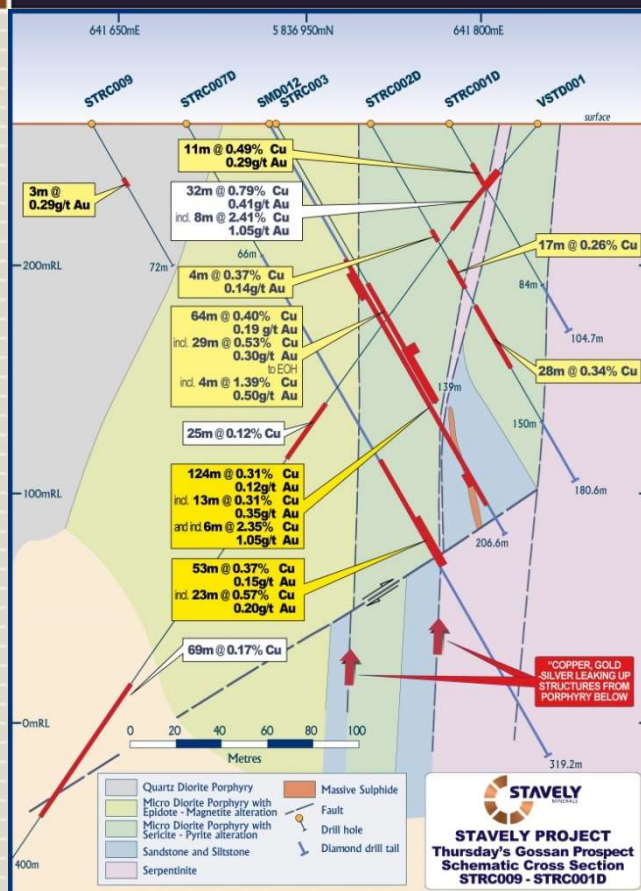 641 650mE
5 836 950mN
641 800mE
STRC009
STRC007D
SMD012
STRC003
STRC002D
STRC001D
VSTD001
surface
11m @ 0.49% Cu
0.29g/t Au
3m @
0.29g/t Au
32m @ 0.79% Cu
0.41g/t Au
incl. 8m @ 2.41% Cu
1.05g/t Au
17m @ 0.26% Cu
200mRL
72m
66m
4m @ 0.37% Cu
0.14g/t Au
84m
104.7m
64m @ 0.40% Cu
0.19 g/t Au
incl. 29m @ 0.53% Cu
0.30g/t Au
to EOH
incl. 4m @ 1.39% Cu
0.50g/t Au
28m @ 0.34% Cu
139m
150m
25m @ 0.12% Cu
180.6m
100mRL
124m @ 0.31% Cu
0.12g/t Au
incl. 13m @ 0.31% Cu
0.35g/t Au
and incl. 6m @ 2.35% Cu
1.05g/t Au
206.6m
53m @ 0.37% Cu
0.15g/t Au
incl. 23m @ 0.57% Cu
0.20g/t Au
69m @ 0.17% Cu
"COPPER, GOLD
-SILVER LEAKING UP
STRUCTURES FROM
PORPHYRY BELOW
0mRL
0 20 40 60 80 100
Metres
319.2m
400m
Quartz Diorite Porphyry
Micro Diorite Porphyry with
Epidote - Magnetite alteration
Micro Diorite Porphyry with
Sericite - Pyrite alteration
Sandstone and Siltstone
Serpentinite
Massive Sulphide
Fault
Drill hole
Diamond drill tail
STAVELY
MINERALS
STAVELY PROJECT
Thursday's Gossan Prospect
Schematic Cross Section
STRC009 - STRC001D